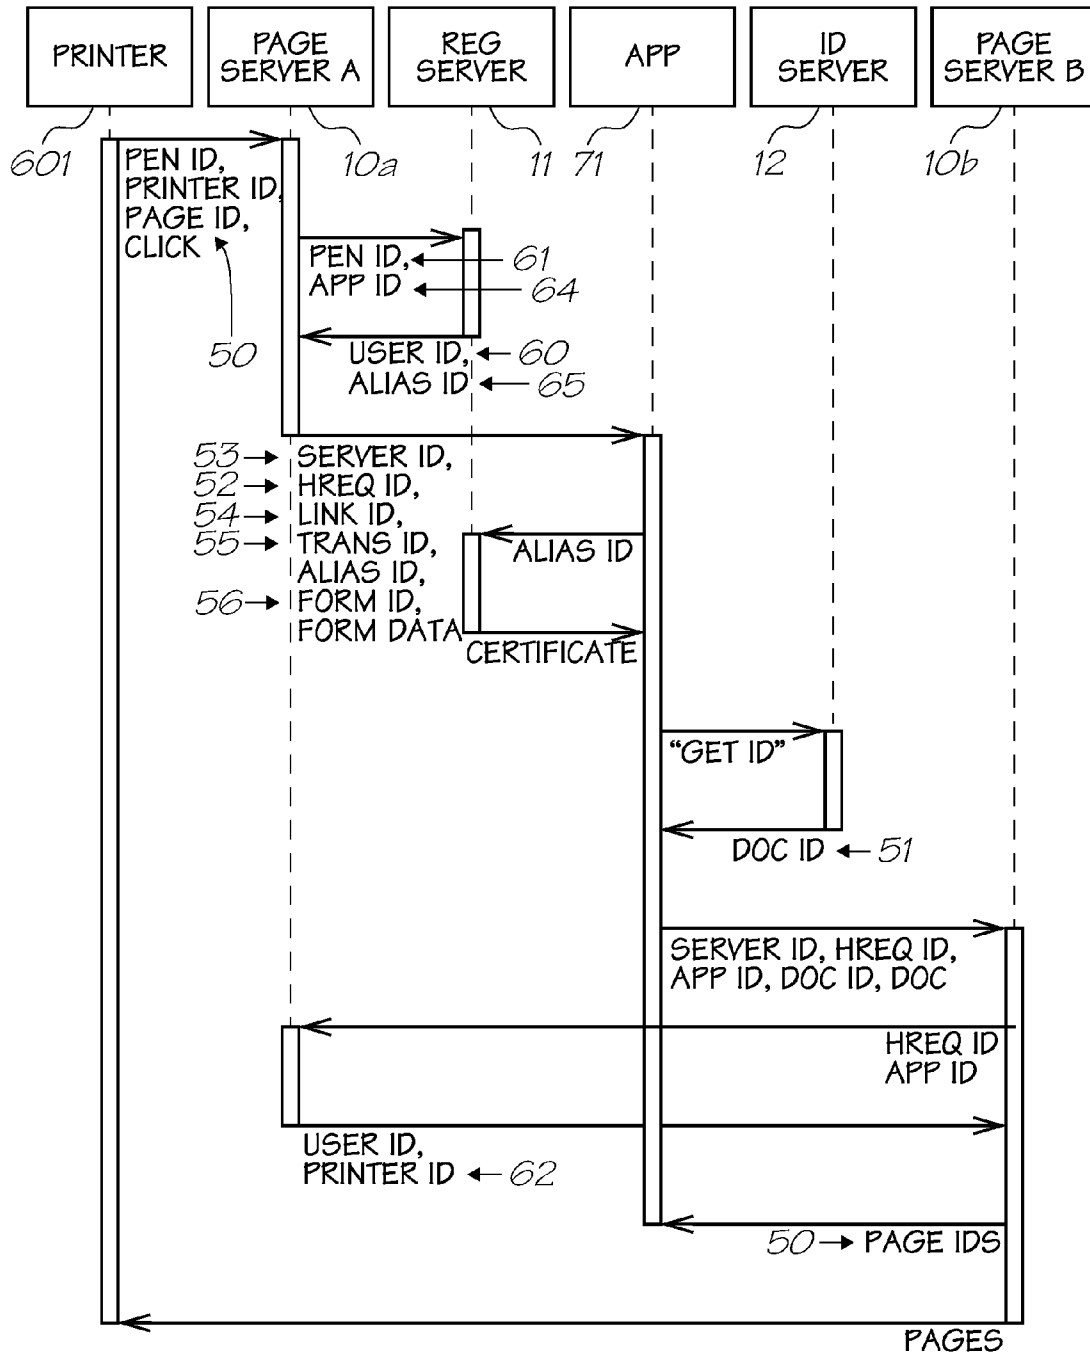 PRINTER
PAGE
SERVER A
REG
SERVER
APP
ID
SERVER
PAGE
SERVER B
601
10a
11
71
12
10b
PEN ID,
PRINTER ID,
PAGE ID,
CLICK
50
PEN ID,
61
APP ID
64
USER ID,
60
ALIAS ID
65
53
SERVER ID,
52
HREQ ID,
54
LINK ID,
55
TRANS ID,
ALIAS ID,
56
FORM ID,
FORM DATA
ALIAS ID
CERTIFICATE
“GET ID”
DOC ID
51
SERVER ID, HREQ ID,
APP ID, DOC ID, DOC
HREQ ID
APP ID
USER ID,
PRINTER ID
62
50
PAGE IDS
PAGES